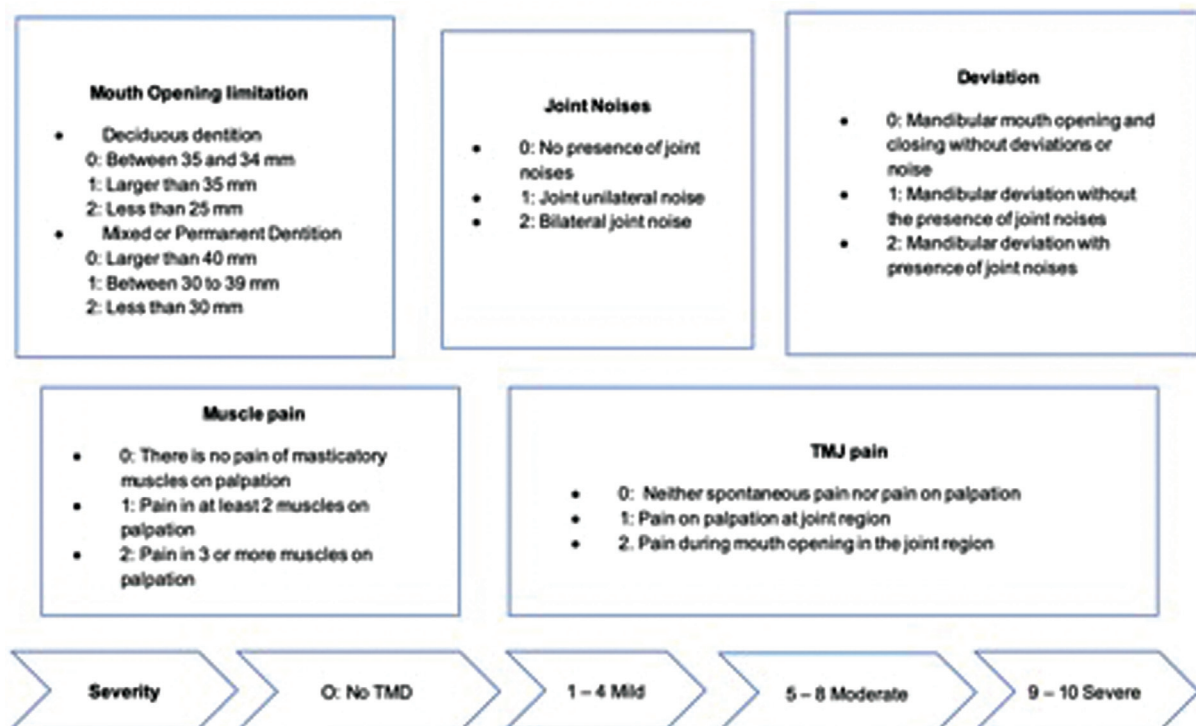 Mouth Opening limitation
• Deciduous dentition
0: Between 35 and 34 mm
1: Larger than 35 mm
2: Less than 25 mm
• Mixed or Permanent Dentition
0: Larger than 40 mm
1: Between 30 to 39 mm
2: Less than 30 mm
Joint Noises
• 0: No presence of joint
noises
• 1: Joint unilateral noise
• 2: Bilateral joint noise
Deviation
• 0: Mandibular mouth opening and
closing without deviations or
noise
• 1: Mandibular deviation without
the presence of joint noises
• 2: Mandibular deviation with
presence of joint noises
Muscle pain
• 0: There is no pain of masticatory
muscles on palpation
• 1: Pain in at least 2 muscles on
palpation
• 2: Pain in 3 or more muscles on
palpation
TMJ pain
• 0: Neither spontaneous pain nor pain on palpation
• 1: Pain on palpation at joint region
• 2. Pain during mouth opening in the joint region
Severity
O: No TMD
1 – 4 Mild
5 – 8 Moderate
9 – 10 Severe